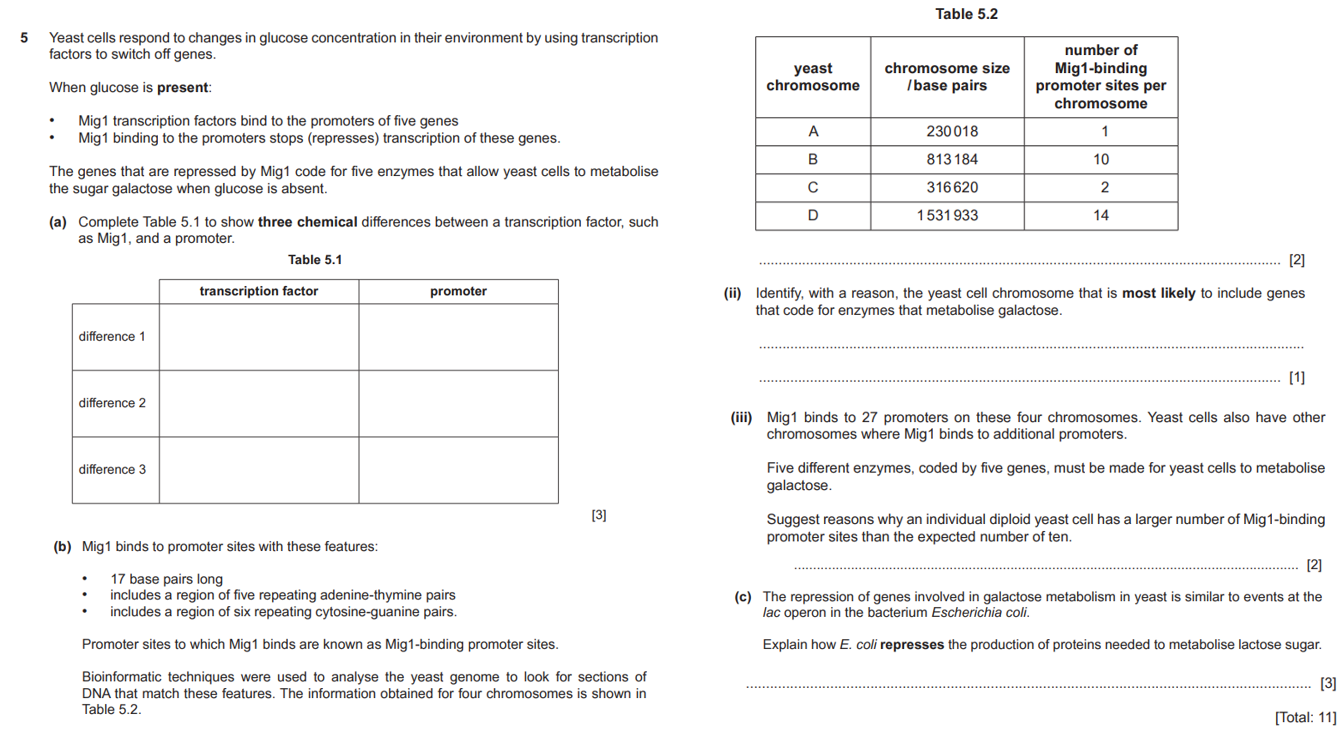 5 Yeast cells respond to changes in glucose concentration in their environment by using transcription
factors to switch off genes.
When glucose is present:
• Mig1 transcription factors bind to the promoters of five genes
• Mig1 binding to the promoters stops (represses) transcription of these genes.
The genes that are repressed by Mig1 code for five enzymes that allow yeast cells to metabolise
the sugar galactose when glucose is absent.
(a) Complete Table 5.1 to show three chemical differences between a transcription factor, such
as Mig1, and a promoter.
Table 5.1
transcription factor promoter
difference 1
difference 2
difference 3
[3]
(b) Mig1 binds to promoter sites with these features:
• 17 base pairs long
• includes a region of five repeating adenine-thymine pairs
• includes a region of six repeating cytosine-guanine pairs.
Promoter sites to which Mig1 binds are known as Mig1-binding promoter sites.
Bioinformatic techniques were used to analyse the yeast genome to look for sections of
DNA that match these features. The information obtained for four chromosomes is shown in
Table 5.2.
Table 5.2
yeast
chromosome
chromosome size
/base pairs
number of
Mig1-binding
promoter sites per
chromosome
A 230018 1
B 813184 10
C 316620 2
D 1531933 14
[2]
(ii) Identify, with a reason, the yeast cell chromosome that is most likely to include genes
that code for enzymes that metabolise galactose.
[1]
(iii) Mig1 binds to 27 promoters on these four chromosomes. Yeast cells also have other
chromosomes where Mig1 binds to additional promoters.
Five different enzymes, coded by five genes, must be made for yeast cells to metabolise
galactose.
Suggest reasons why an individual diploid yeast cell has a larger number of Mig1-binding
promoter sites than the expected number of ten.
[2]
(c) The repression of genes involved in galactose metabolism in yeast is similar to events at the
lac operon in the bacterium Escherichia coli.
Explain how E. coli represses the production of proteins needed to metabolise lactose sugar.
[3]
[Total: 11]